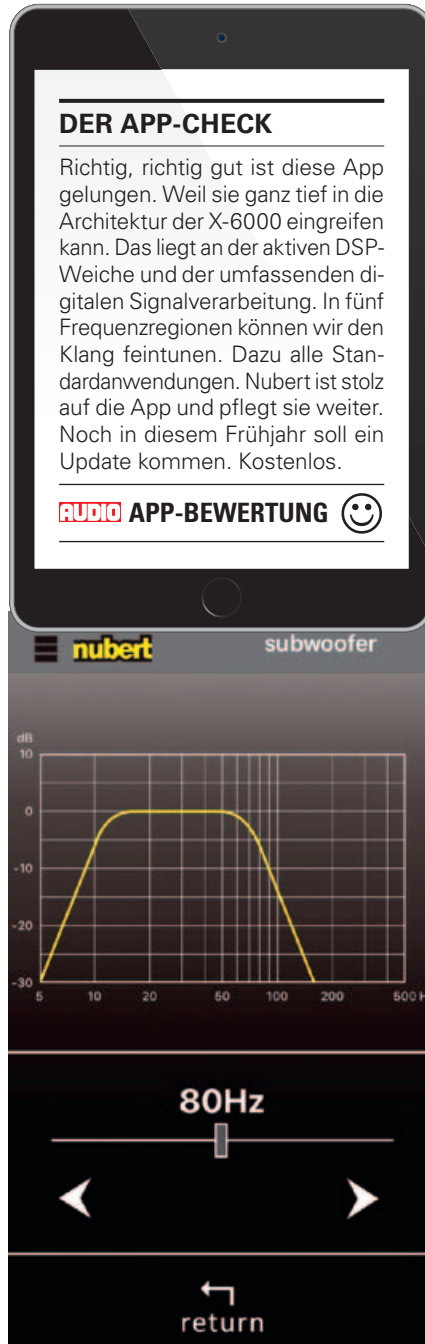 DER APP-CHECK
Richtig, richtig gut ist diese App
gelungen. Weil sie ganz tief in die
Architektur der X-6000 eingreifen
kann. Das liegt an der aktiven DSP-
Weiche und der umfassenden di-
gitalen Signalverarbeitung. In fünf
Frequenzregionen können wir den
Klang feintunen. Dazu alle Stan-
dardanwendungen. Nubert ist stolz
auf die App und pflegt sie weiter.
Noch in diesem Frühjahr soll ein
Update kommen. Kostenlos.
AUDIO APP-BEWERTUNG
nubert subwoofer
dB
10
0
-10
-20
-30
5 10 20 50 100 200 500 H
80Hz
return